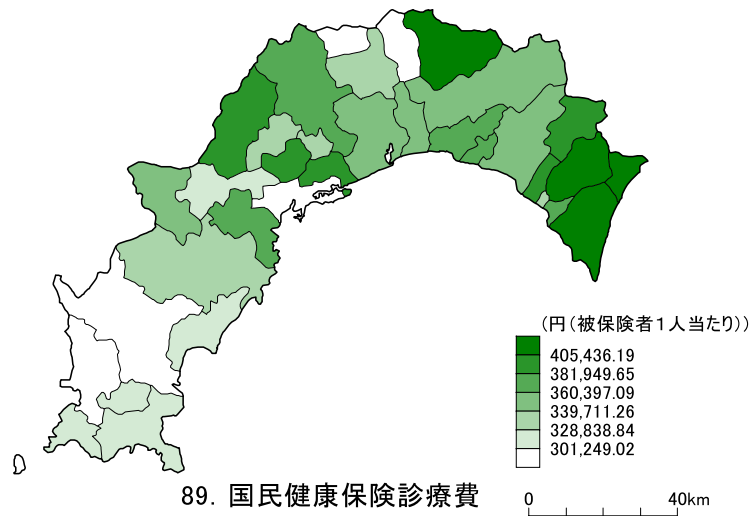 (円(被保険者1人当たり))
405,436.19
381,949.65
360,397.09
339,711.26
328,838.84
301,249.02
89. 国民健康保険診療費
0 40km